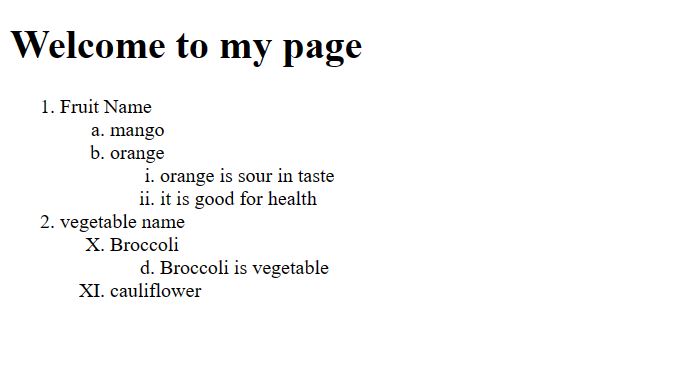 Welcome to my page
1. Fruit Name
a. mango
b. orange
i. orange is sour in taste
ii. it is good for health
2. vegetable name
X. Broccoli
d. Broccoli is vegetable
XI. cauliflower